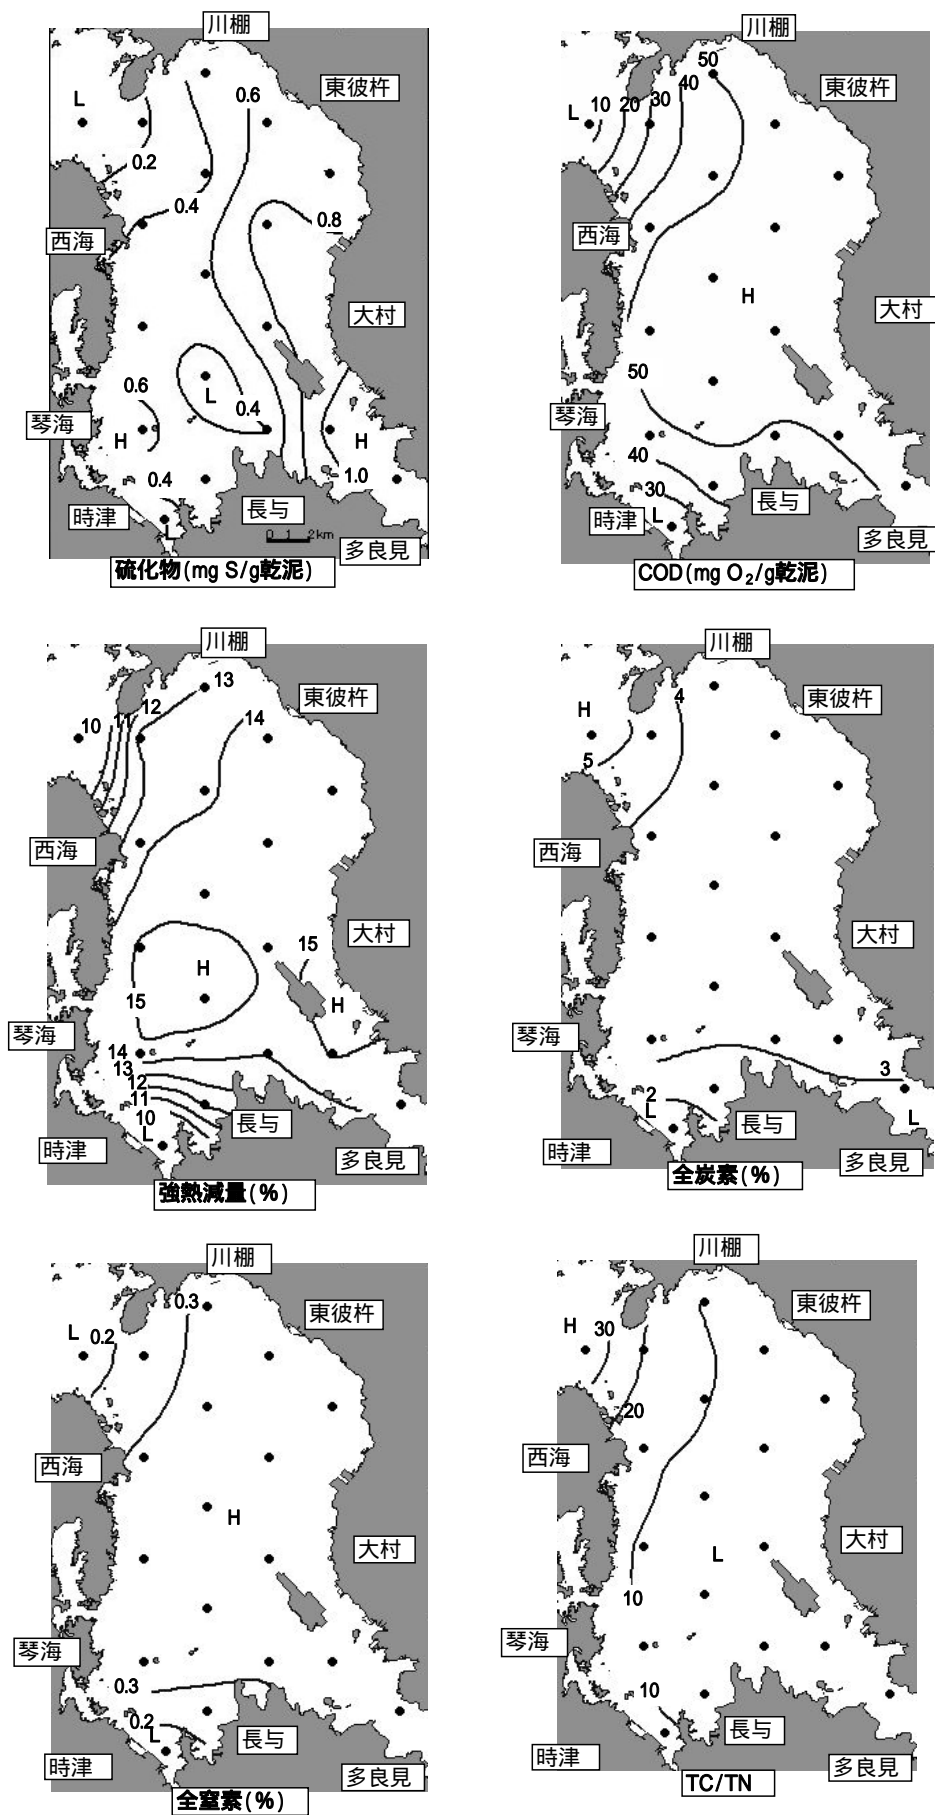 川棚
東彼杵
L
0.6
0.2
0.4
0.8
西海
大村
0.6
L
0.4
琴海
H
H
0.4
1.0
時津
長与
L
0 1 2km
多良見
硫化物(mg S/g乾泥)
川棚
50
東彼杵
40
L
10
20
30
西海
H
大村
50
琴海
40
30
長与
時津
L
多良見
COD(mg O2/g乾泥)
川棚
13
東彼杵
12
11
10
14
西海
大村
15
H
15
H
琴海
14
13
12
11
10
L
長与
時津
多良見
強熱減量(%)
川棚
4
東彼杵
H
5
西海
大村
琴海
3
2
L
L
長与
時津
多良見
全炭素(%)
川棚
0.3
東彼杵
L
0.2
西海
H
大村
琴海
0.3
0.2
L
長与
時津
多良見
全窒素(%)
川棚
東彼杵
H
30
20
西海
大村
L
10
琴海
10
長与
時津
多良見
TC/TN